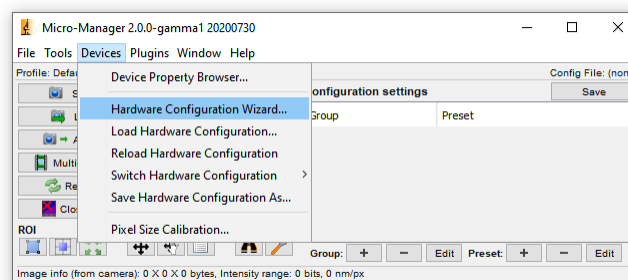 Micro-Manager 2.0.0-gamma1 20200730
File Tools Devices Plugins Window Help
Profile: Config File:
Device Property Browser...
onfiguration settings Save
Hardware Configuration Wizard...
Group Preset
Load Hardware Configuration...
Reload Hardware Configuration
Multi
Switch Hardware Configuration
Re
Save Hardware Configuration As...
Clos
ROI
Pixel Size Calibration...
Group: + − Edit Preset: + − Edit
Image info (from camera): 0 X 0 X 0 bytes, Intensity range: 0 bits, 0 nm/px